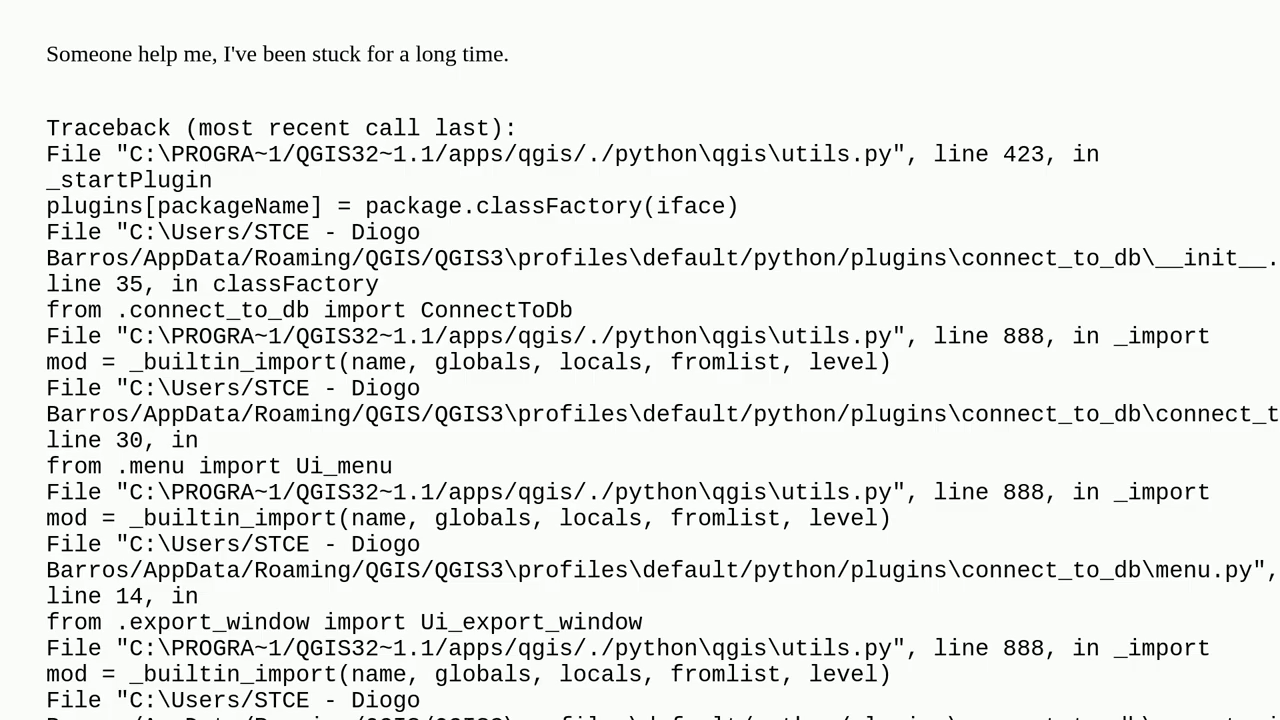 Someone help me, I've been stuck for a long time.
Traceback (most recent call last):
File "C:\PROGRA~1/QGIS32~1.1/apps/qgis/./python\qgis\utils.py", line 423, in
_startPlugin
plugins[packageName] = package.classFactory(iface)
File "C:\Users/STCE - Diogo
Barros/AppData/Roaming/QGIS/QGIS3\profiles\default/python/plugins\connect_to_db\__init__.
line 35, in classFactory
from .connect_to_db import ConnectToDb
File "C:\PROGRA~1/QGIS32~1.1/apps/qgis/./python\qgis\utils.py", line 888, in _import
mod = _builtin_import(name, globals, locals, fromlist, level)
File "C:\Users/STCE - Diogo
Barros/AppData/Roaming/QGIS/QGIS3\profiles\default/python/plugins\connect_to_db\connect_t
line 30, in
from .menu import Ui_menu
File "C:\PROGRA~1/QGIS32~1.1/apps/qgis/./python\qgis\utils.py", line 888, in _import
mod = _builtin_import(name, globals, locals, fromlist, level)
File "C:\Users/STCE - Diogo
Barros/AppData/Roaming/QGIS/QGIS3\profiles\default/python/plugins\connect_to_db\menu.py",
line 14, in
from .export_window import Ui_export_window
File "C:\PROGRA~1/QGIS32~1.1/apps/qgis/./python\qgis\utils.py", line 888, in _import
mod = _builtin_import(name, globals, locals, fromlist, level)
File "C:\Users/STCE - Diogo